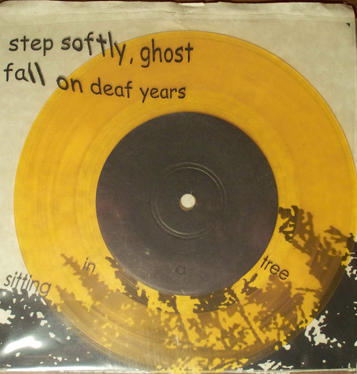 step softly, ghost
fall on deaf years
sitting in a tree